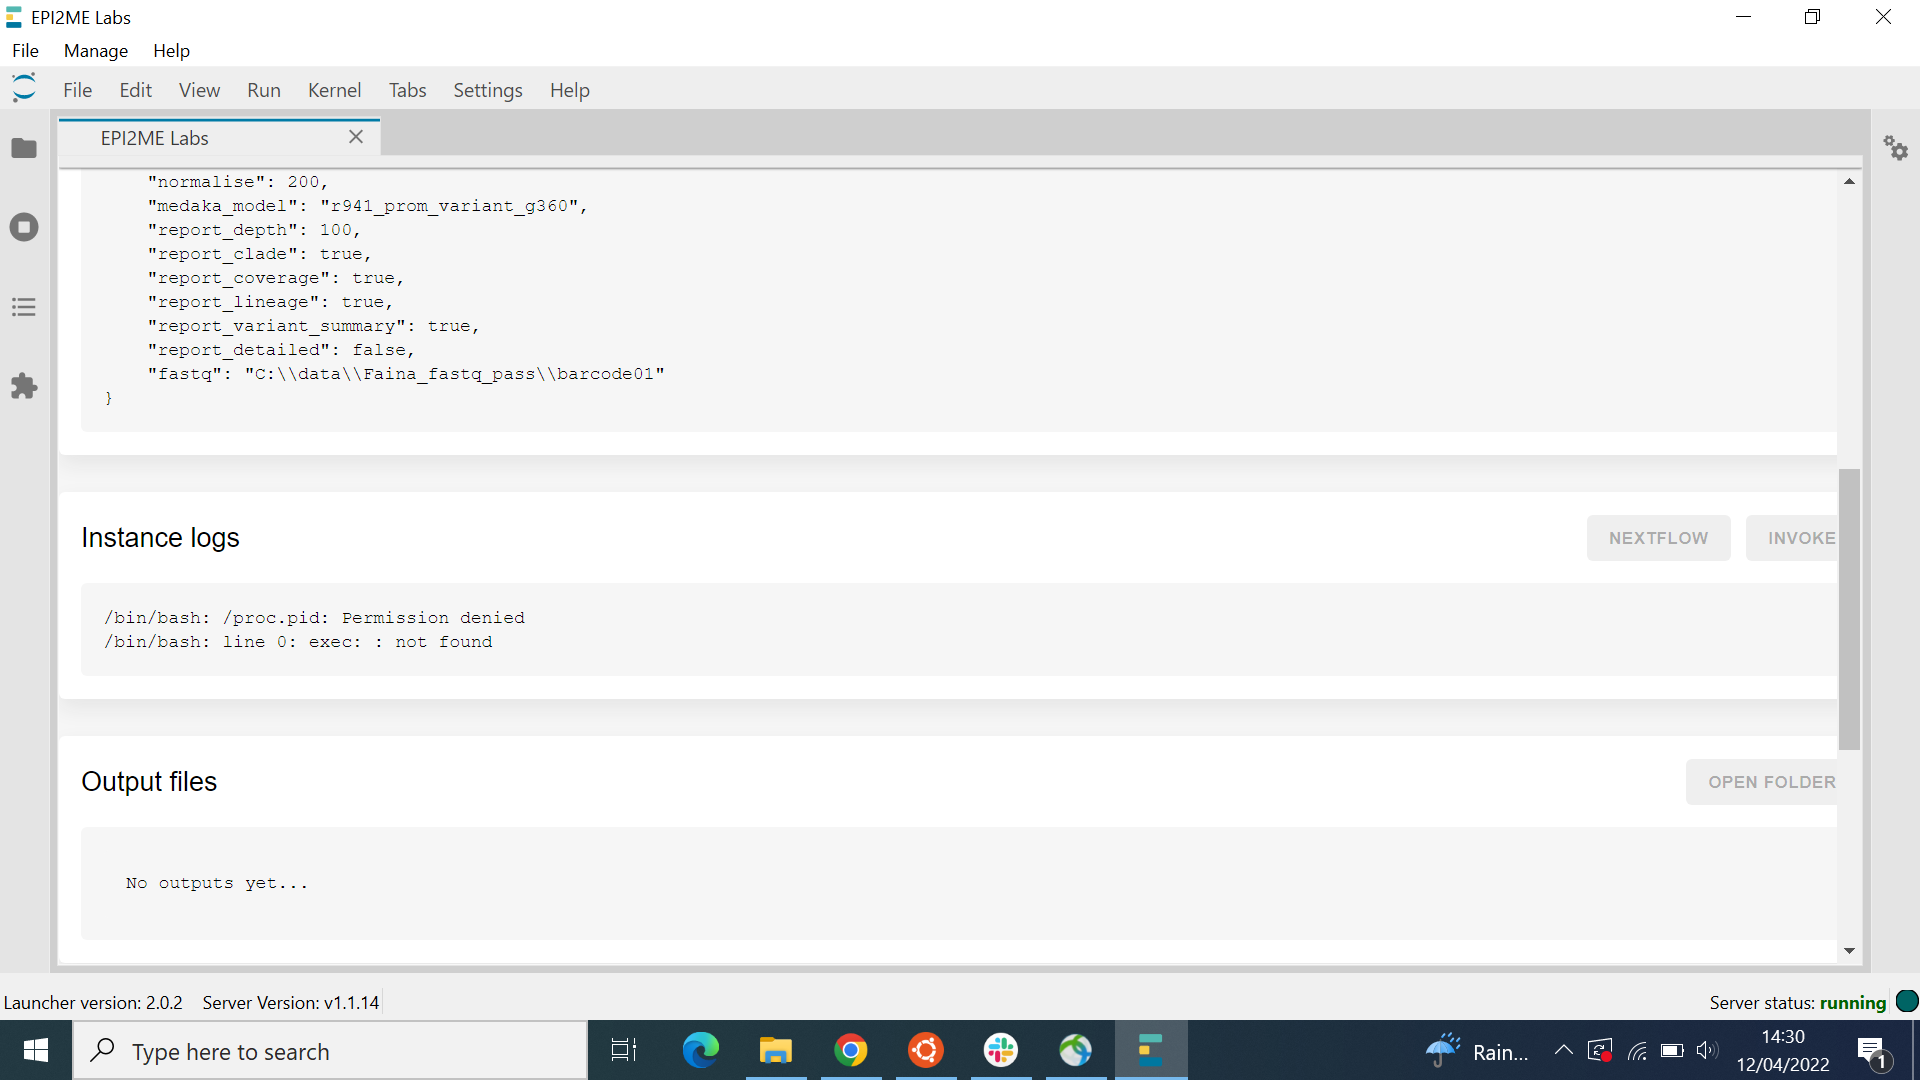 EPI2ME Labs
File Manage Help
File Edit View Run Kernel Tabs Settings Help
EPI2ME Labs
"normalise": 200,
"medaka_model": "r941_prom_variant_g360",
"report_depth": 100,
"report_clade": true,
"report_coverage": true,
"report_lineage": true,
"report_variant_summary": true,
"report_detailed": false,
"fastq": "C:\\data\\Faina_fastq_pass\\barcode01"
}
Instance logs
NEXTFLOW INVOKE
/bin/bash: /proc.pid: Permission denied
/bin/bash: line 0: exec: : not found
Output files
OPEN FOLDER
No outputs yet...
Launcher version: 2.0.2 Server Version: v1.1.14
Server status: running
Type here to search
Rain...
14:30
12/04/2022
1